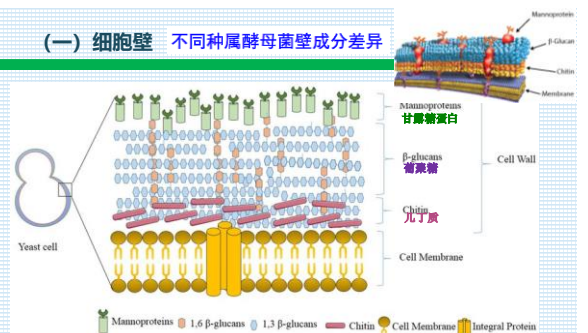 (一) 细胞壁 不同种属酵母菌壁成分差异
Mannoprotein
β-Glucan
Chitin
Membrane
Mannoproteins
甘露糖蛋白
β-glucans
葡聚糖
Cell Wall
Chitin
几丁质
Cell Membrane
Yeast cell
Mannoproteins 1,6 β-glucans 1,3 β-glucans Chitin Cell Membrane Integral Protein